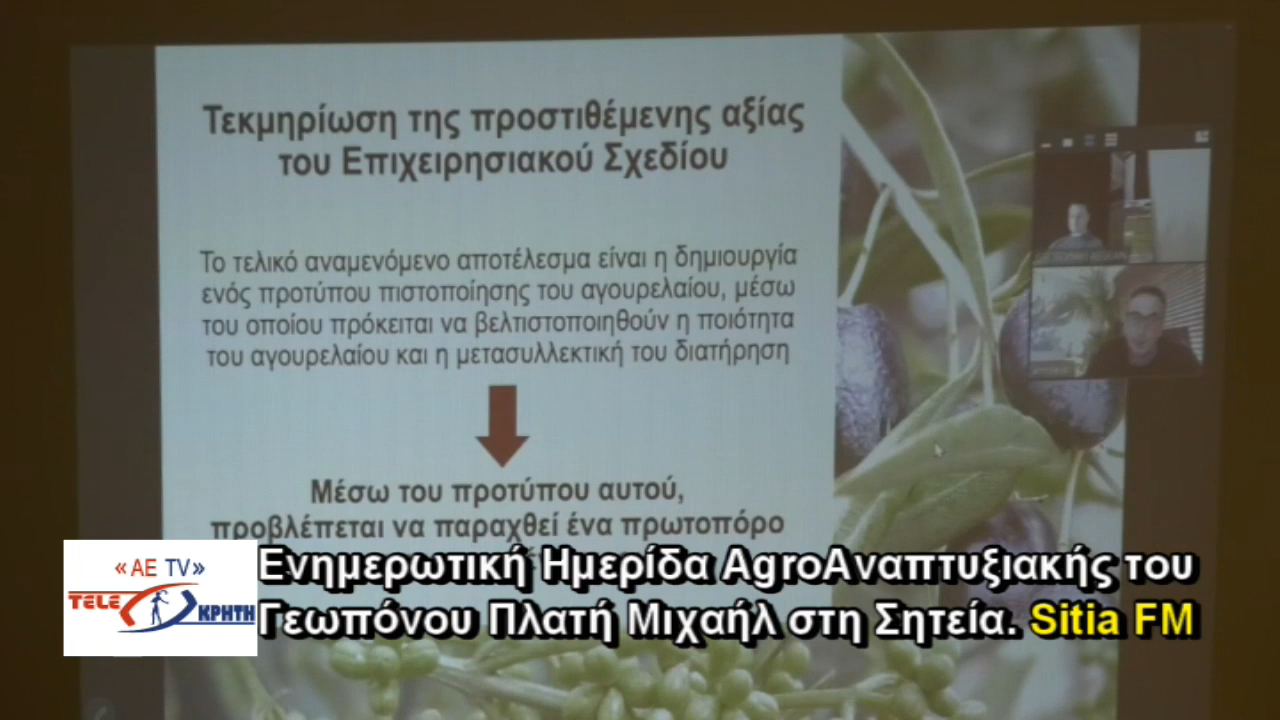 Τεκμηρίωση της προστιθέμενης αξίας
του Επιχειρησιακού Σχεδίου
Το τελικό αναμενόμενο αποτέλεσμα είναι η δημιουργία
ενός προτύπου πιστοποίησης του αγουρελαίου, μέσω
του οποίου πρόκειται να βελτιστοποιηθούν η ποιότητα
του αγουρελαίου και η μετασυλλεκτική του διατήρηση
Μέσω του προτύπου αυτού,
προβλέπεται να παραχθεί ένα πρωτοπόρο
«ΑΕ TV»
TELE ΚΡΗΤΗ
Ενημερωτική Ημερίδα AgroΑναπτυξιακής του
Γεωπόνου Πλατή Μιχαήλ στη Σητεία. Sitia FM